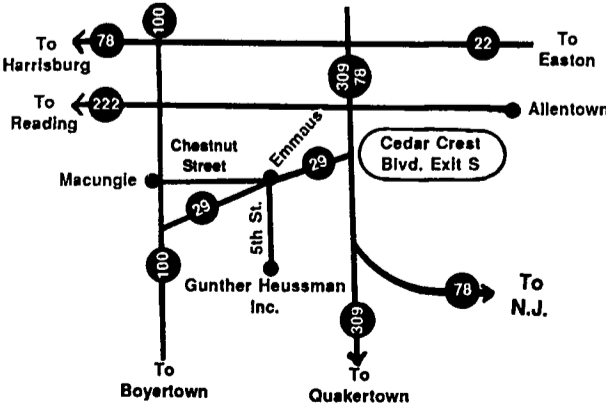 100
To
Harrisburg
78
22
To
Easton
309
78
To
Reading
222
Allentown
Chestnut
Street
Emmaus
29
Cedar Crest
Blvd. Exit S
Macungie
29
5th St.
100
Gunther Heussman
Inc.
78
To
N.J.
309
To
Boyertown
To
Quakertown